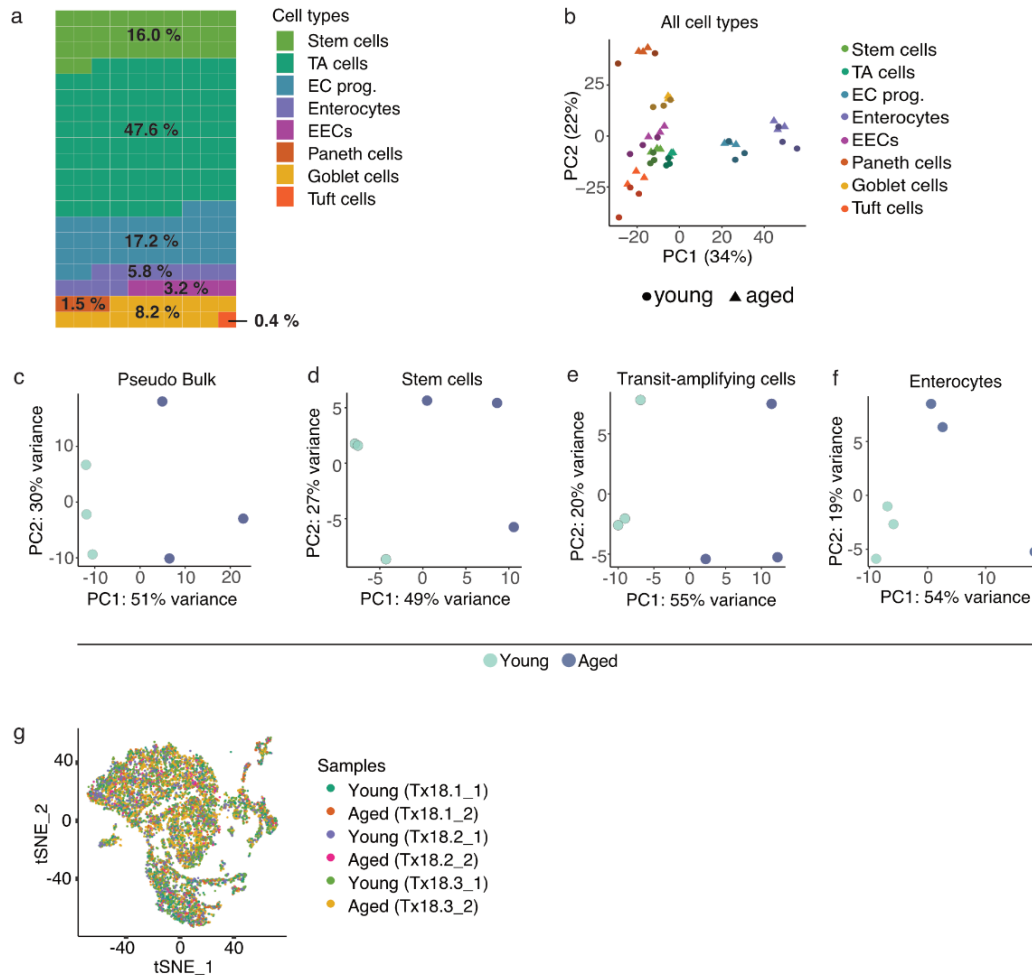 a
Cell types
16.0 %
47.6 %
17.2 %
5.8 %
3.2 %
1.5 %
8.2 %
0.4 %
Stem cells
TA cells
EC prog.
Enterocytes
EECs
Paneth cells
Goblet cells
Tuft cells
b
All cell types
PC2 (22%)
25
0
-25
−20
0
20
40
PC1 (34%)
young
aged
Stem cells
TA cells
EC prog.
Enterocytes
EECs
Paneth cells
Goblet cells
Tuft cells
c
Pseudo Bulk
PC2: 30% variance
10
0
-10
-10
0
10
20
PC1: 51% variance
d
Stem cells
PC2: 27% variance
5
0
-5
-5
0
5
10
PC1: 49% variance
e
Transit-amplifying cells
PC2: 20% variance
5
0
-5
-10
-5
0
5
10
PC1: 55% variance
f
Enterocytes
PC2: 19% variance
5
0
-5
-10
0
10
PC1: 54% variance
Young
Aged
g
tSNE_2
40
0
-40
-40
0
40
tSNE_1
Samples
Young (Tx18.1_1)
Aged (Tx18.1_2)
Young (Tx18.2_1)
Aged (Tx18.2_2)
Young (Tx18.3_1)
Aged (Tx18.3_2)